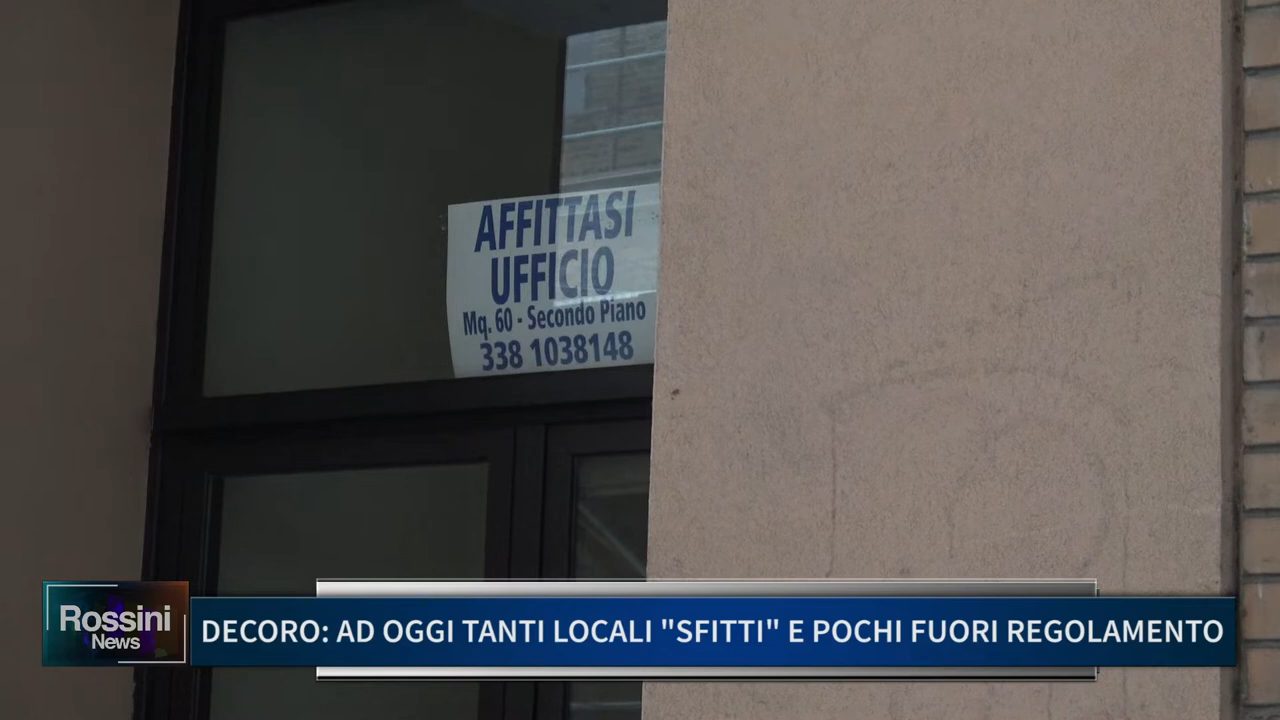 AFFITTASI
UFFICIO
Mq. 60 - Secondo Piano
338 1038148
Rossini
News
DECORO: AD OGGI TANTI LOCALI "SFITTI" E POCHI FUORI REGOLAMENTO